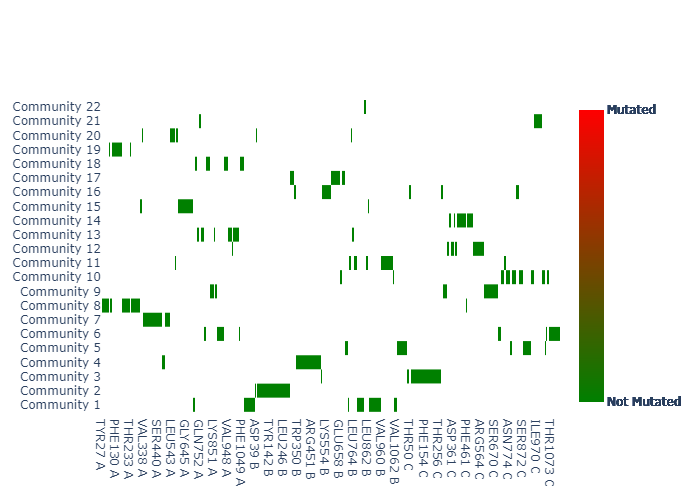 Community 22
Community 21
Community 20
Community 19
Community 18
Community 17
Community 16
Community 15
Community 14
Community 13
Community 12
Community 11
Community 10
Community 9
Community 8
Community 7
Community 6
Community 5
Community 4
Community 3
Community 2
Community 1
Mutated
Not Mutated
TYR27 A
PHE130 A
THR233 A
VAL338 A
SER440 A
LEU543 A
GLY645 A
GLN752 A
LYS851 A
VAL948 A
PHE1049 A
ASP39 B
TYR142 B
LEU246 B
TRP350 B
ARG451 B
LYS554 B
GLU658 B
LEU764 B
LEU862 B
VAL960 B
VAL1062 B
THR50 C
PHE154 C
THR256 C
ASP361 C
PHE461 C
ARG564 C
SER670 C
ASN774 C
SER872 C
ILE970 C
THR1073 C